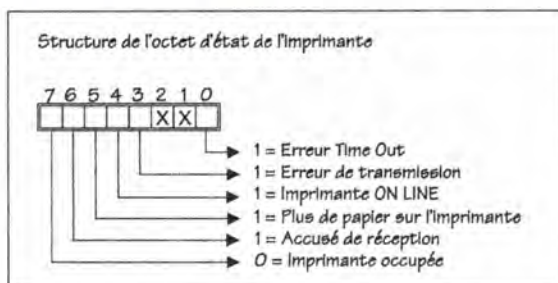 Structure de l'octet d'état de l'imprimante
7 6 5 4 3 2 1 0
X X
1 = Erreur Time Out
1 = Erreur de transmission
1 = Imprimante ON LINE
1 = Plus de papier sur l'imprimante
1 = Accusé de réception
0 = Imprimante occupée